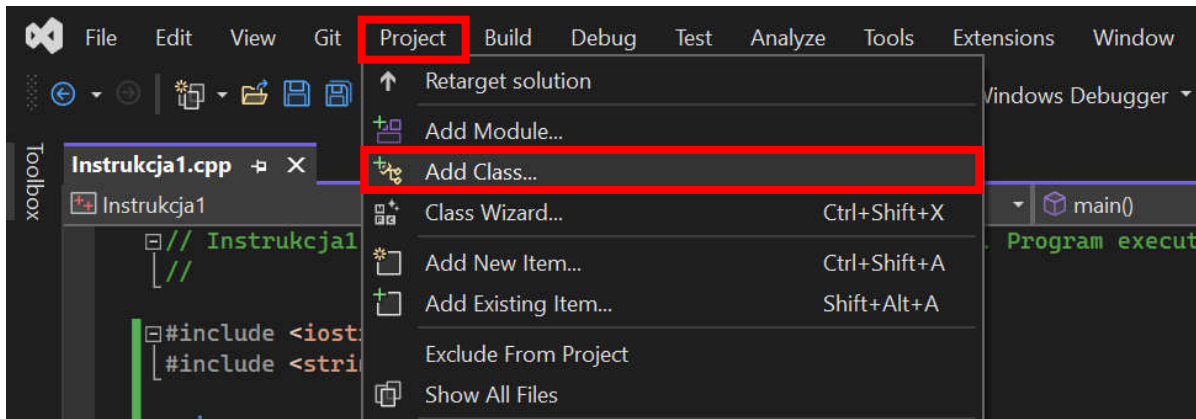 File Edit View Git Project Build Debug Test Analyze Tools Extensions Window
Retarget solution
Windows Debugger
Add Module...
Toolbox
Instrukcja1.cpp
Add Class...
Instrukcja1
Class Wizard... Ctrl+Shift+X
main()
// Instrukcja1 . Program execut
//
Add New Item... Ctrl+Shift+A
Add Existing Item... Shift+Alt+A
#include <iost
#include <stri
Exclude From Project
Show All Files